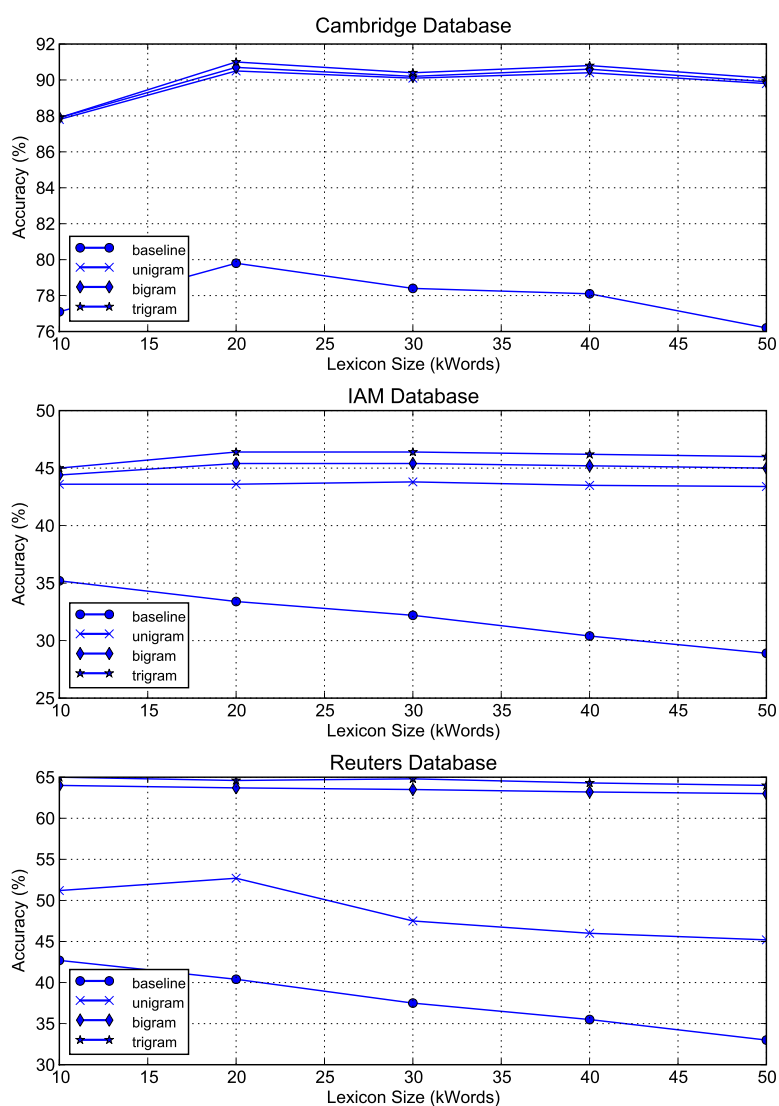 Cambridge Database
92
90
88
86
84
82
80
78
76
Accuracy (%)
baseline
unigram
bigram
trigram
10 15 20 25 30 35 40 45 50
Lexicon Size (kWords)
IAM Database
50
45
40
35
30
25
Accuracy (%)
baseline
unigram
bigram
trigram
10 15 20 25 30 35 40 45 50
Lexicon Size (kWords)
Reuters Database
65
60
55
50
45
40
35
30
Accuracy (%)
baseline
unigram
bigram
trigram
10 15 20 25 30 35 40 45 50
Lexicon Size (kWords)